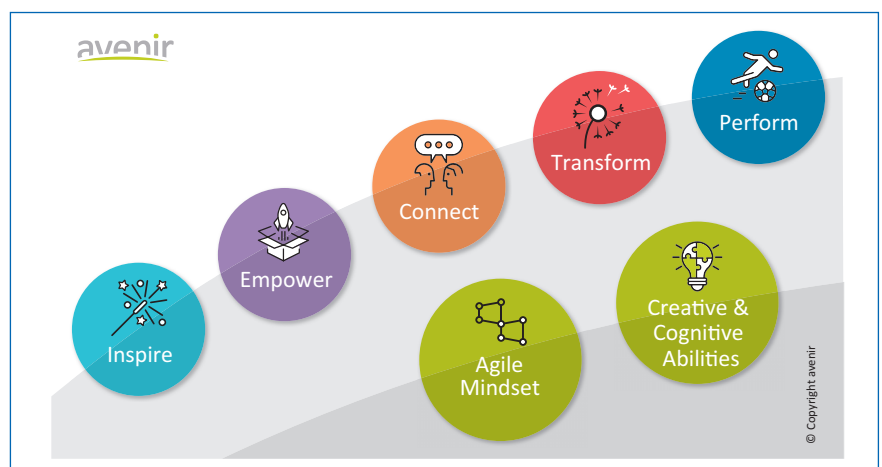 avenir
Perform
Transform
Connect
Empower
Inspire
Creative &
Cognitive
Abilities
Agile
Mindset
© Copyright avenir